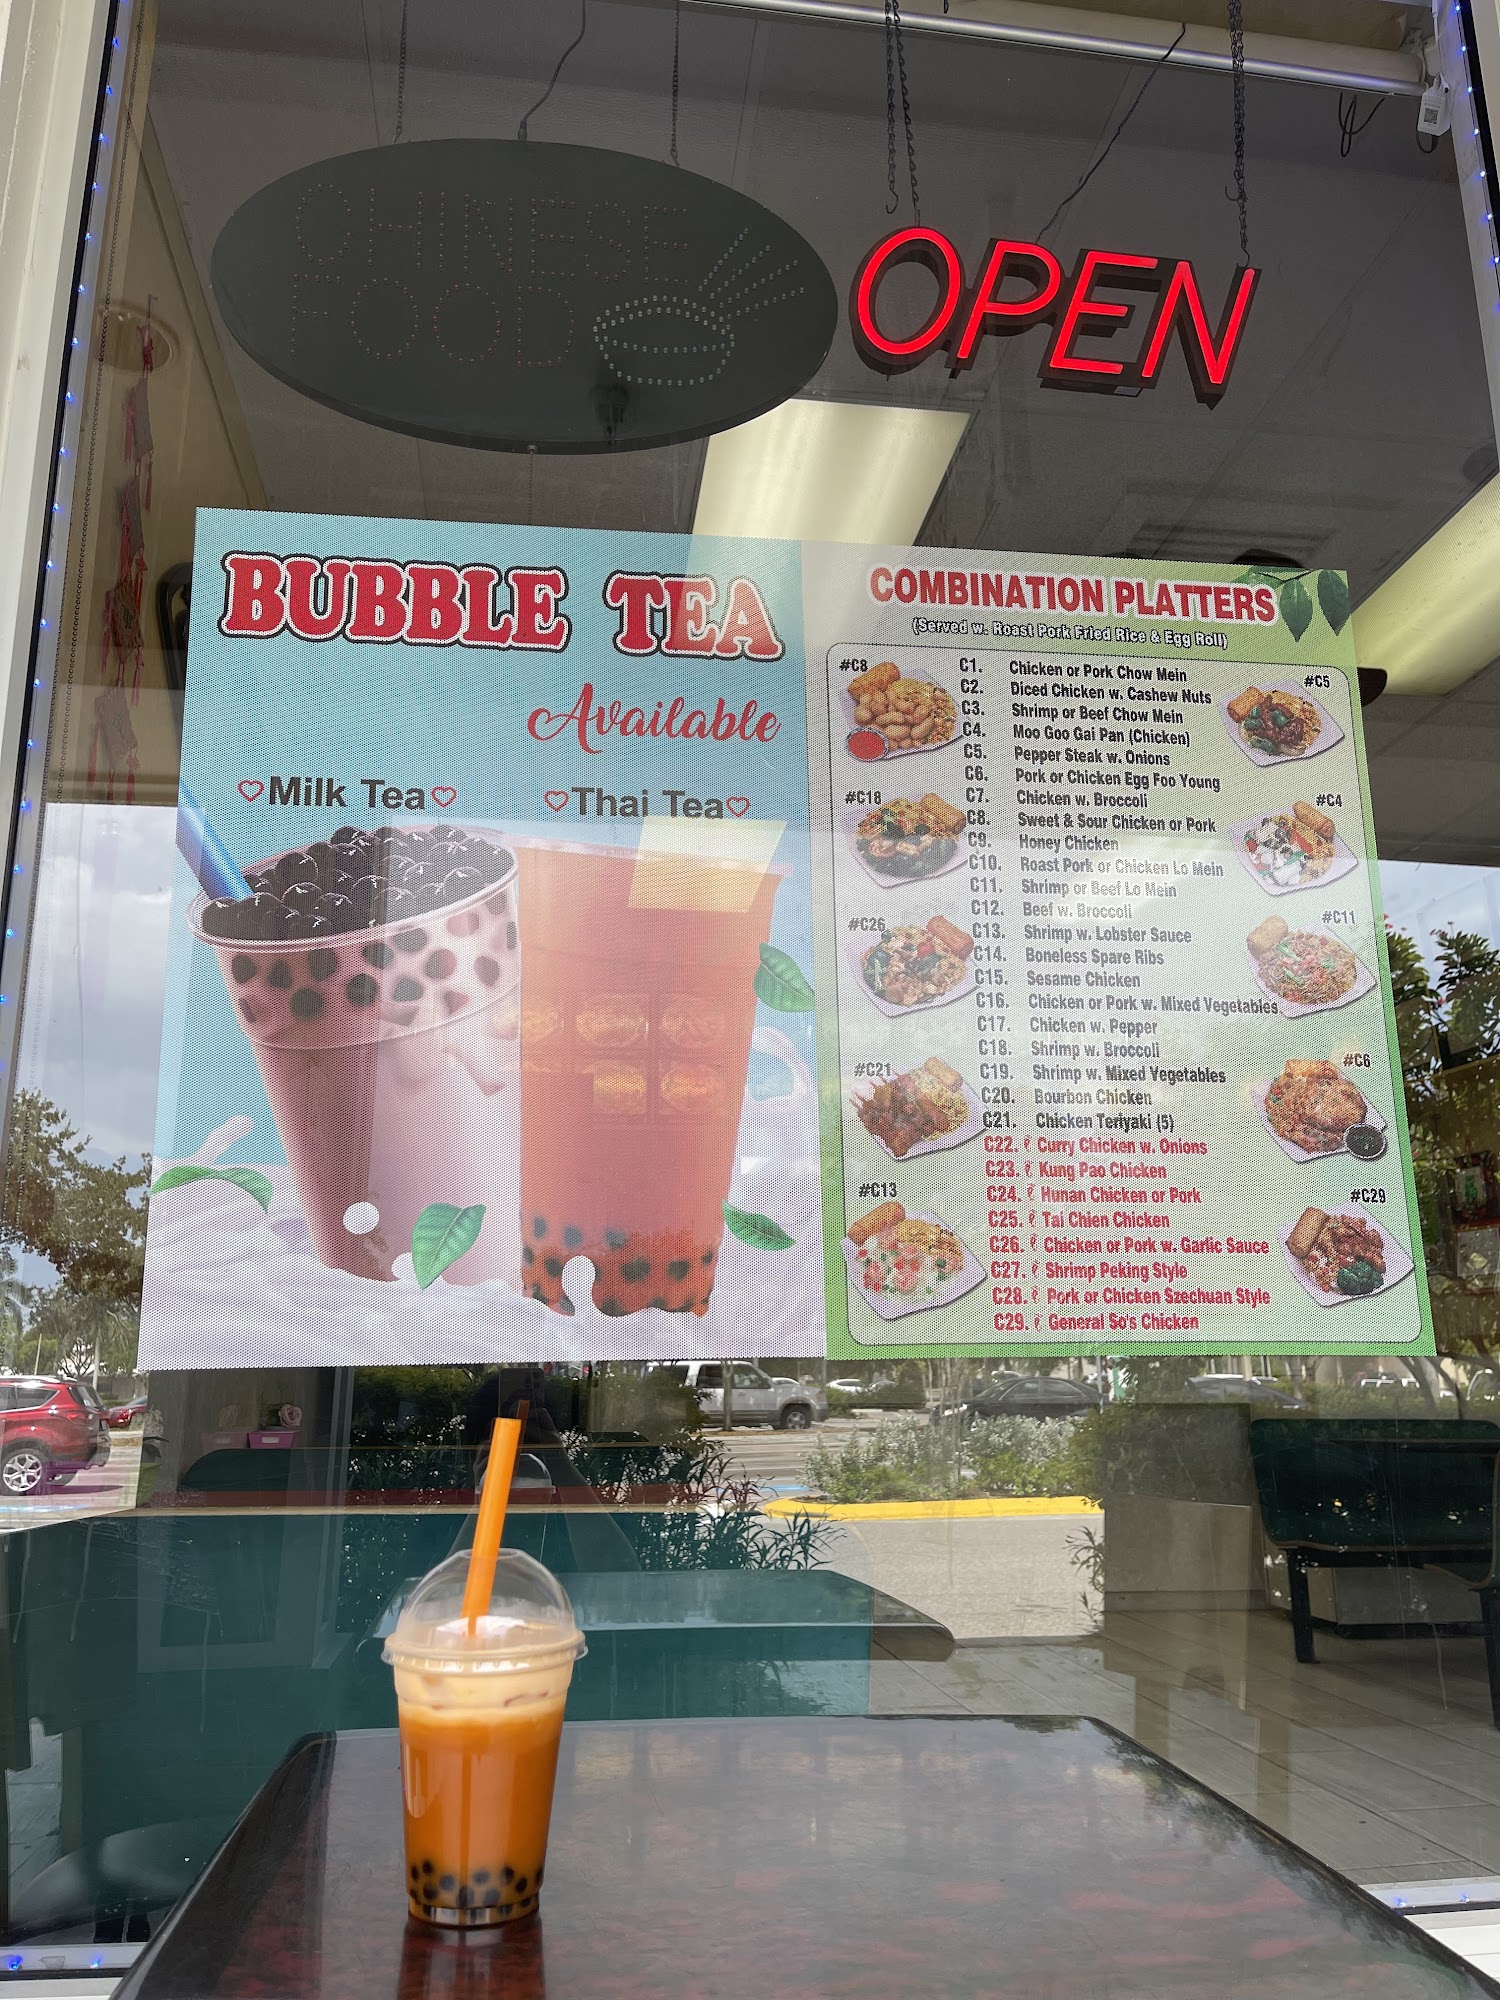 CHINESE
FOOD
OPEN
BUBBLE TEA
Available
Milk Tea
Thai Tea
COMBINATION PLATTERS
(Served w. Roast Pork Fried Rice & Egg Roll)
C1. Chicken or Pork Chow Mein
C2. Diced Chicken w. Cashew Nuts
C3. Shrimp or Beef Chow Mein
C4. Moo Goo Gai Pan (Chicken)
C5. Pepper Steak w. Onions
C6. Pork or Chicken Egg Foo Young
C7. Chicken w. Broccoli
C8. Sweet & Sour Chicken or Pork
C9. Honey Chicken
C10. Roast Pork or Chicken Lo Mein
C11. Shrimp or Beef Lo Mein
C12. Beef w. Broccoli
C13. Shrimp w. Lobster Sauce
C14. Boneless Spare Ribs
C15. Sesame Chicken
C16. Chicken or Pork w. Mixed Vegetables
C17. Chicken w. Pepper
C18. Shrimp w. Broccoli
C19. Shrimp w. Mixed Vegetables
C20. Bourbon Chicken
C21. Chicken Teriyaki (5)
C22. Curry Chicken w. Onions
C23. Kung Pao Chicken
C24. Hunan Chicken or Pork
C25. Tai Chien Chicken
C26. Chicken or Pork w. Garlic Sauce
C27. Shrimp Peking Style
C28. Pork or Chicken Szechuan Style
C29. General So's Chicken
#C8
#C18
#C26
#C21
#C13
#C5
#C4
#C11
#C6
#C29